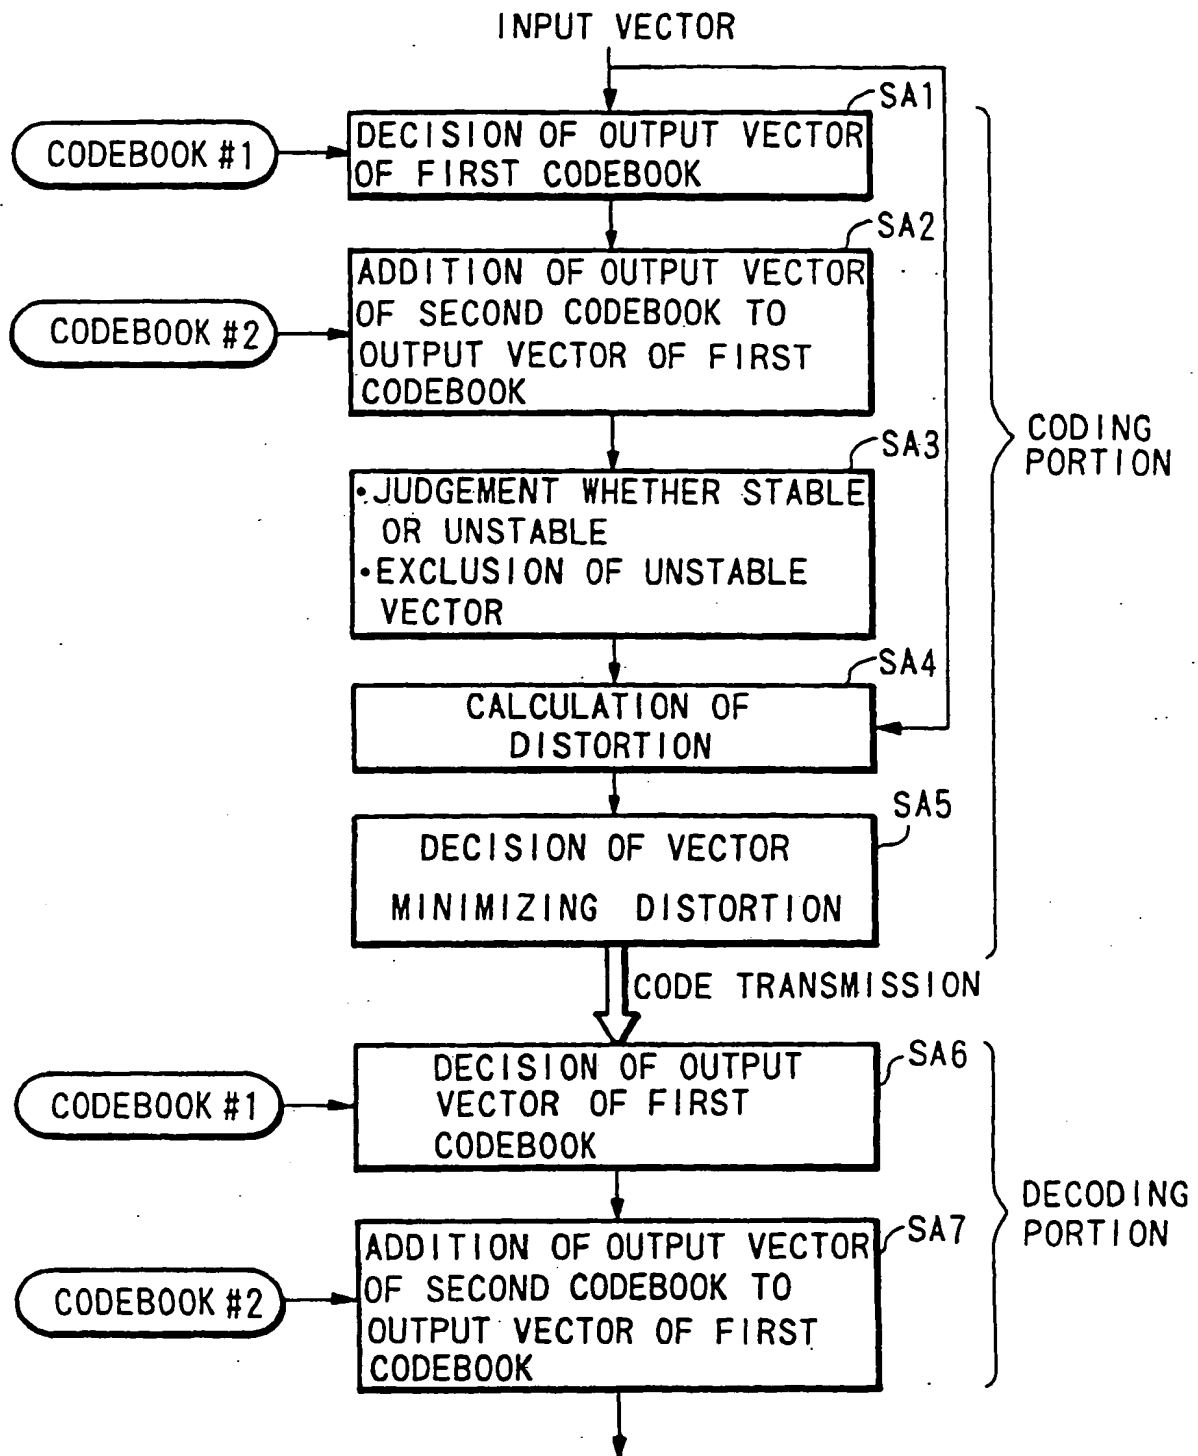 INPUT VECTOR
SA1
CODEBOOK #1
DECISION OF OUTPUT VECTOR
OF FIRST CODEBOOK
SA2
CODEBOOK #2
ADDITION OF OUTPUT VECTOR
OF SECOND CODEBOOK TO
OUTPUT VECTOR OF FIRST
CODEBOOK
CODING
PORTION
SA3
•JUDGEMENT WHETHER STABLE
OR UNSTABLE
•EXCLUSION OF UNSTABLE
VECTOR
SA4
CALCULATION OF
DISTORTION
SA5
DECISION OF VECTOR
MINIMIZING DISTORTION
CODE TRANSMISSION
SA6
CODEBOOK #1
DECISION OF OUTPUT
VECTOR OF FIRST
CODEBOOK
DECODING
PORTION
SA7
CODEBOOK #2
ADDITION OF OUTPUT VECTOR
OF SECOND CODEBOOK TO
OUTPUT VECTOR OF FIRST
CODEBOOK